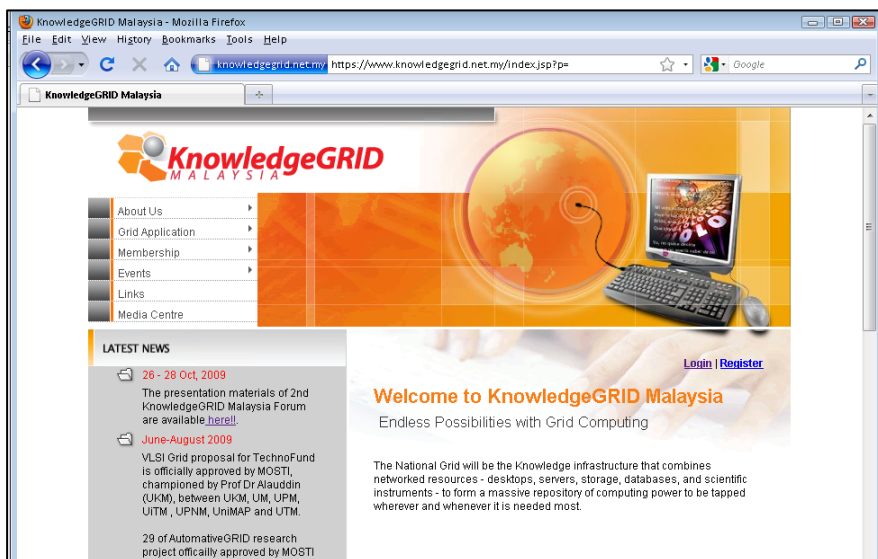 KnowledgeGRID Malaysia - Mozilla Firefox
File Edit View History Bookmarks Tools Help
knowledgegrid.net.my https://www.knowledgegrid.net.my/index.jsp?p= Google
KnowledgeGRID Malaysia
KnowledgeGRID
MALAYSIA
About Us
Grid Application
Membership
Events
Links
Media Centre
LATEST NEWS
26 - 28 Oct, 2009
The presentation materials of 2nd
KnowledgeGRID Malaysia Forum
are available here!!.
June-August 2009
VLSI Grid proposal for TechnoFund
is officially approved by MOSTI,
championed by Prof Dr Alauddin
(UKM), between UKM, UM, UPM,
UiTM , UPNM, UniMAP and UTM.
29 of AutomativeGRID research
project officailly approved by MOSTI
Login | Register
Welcome to KnowledgeGRID Malaysia
Endless Possibilities with Grid Computing
The National Grid will be the Knowledge infrastructure that combines
networked resources - desktops, servers, storage, databases, and scientific
instruments - to form a massive repository of computing power to be tapped
wherever and whenever it is needed most.